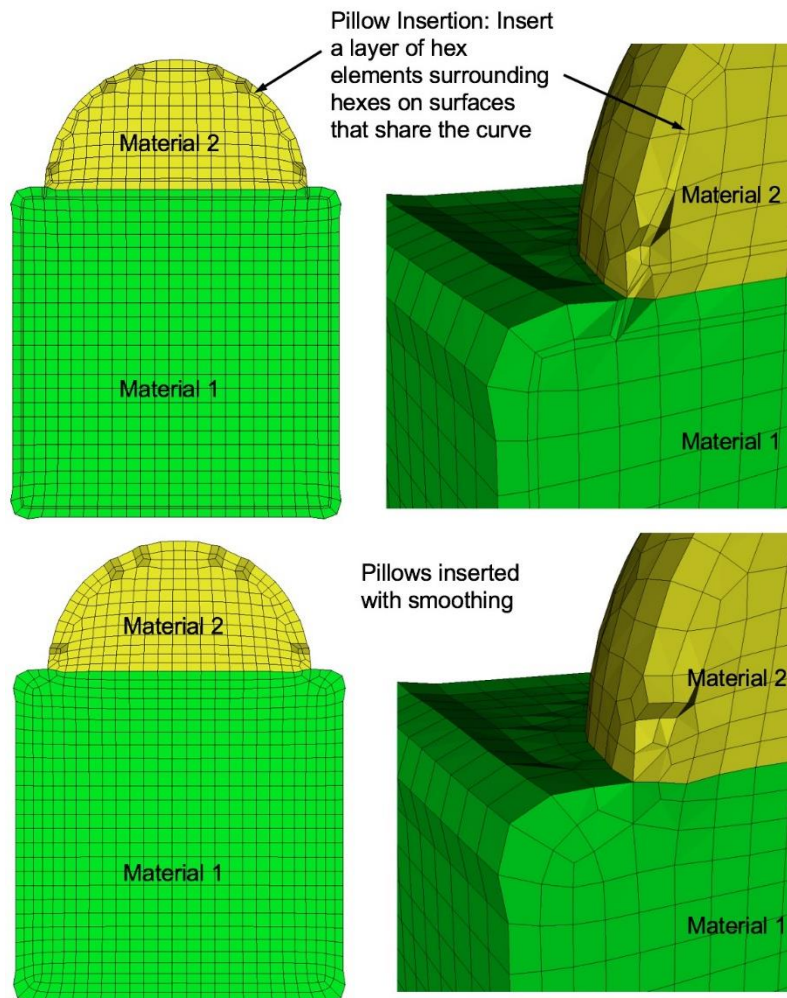 Pillow Insertion: Insert
a layer of hex
elements surrounding
hexes on surfaces
that share the curve
Material 2
Material 2
Material 1
Material 1
Pillows inserted
with smoothing
Material 2
Material 2
Material 1
Material 1